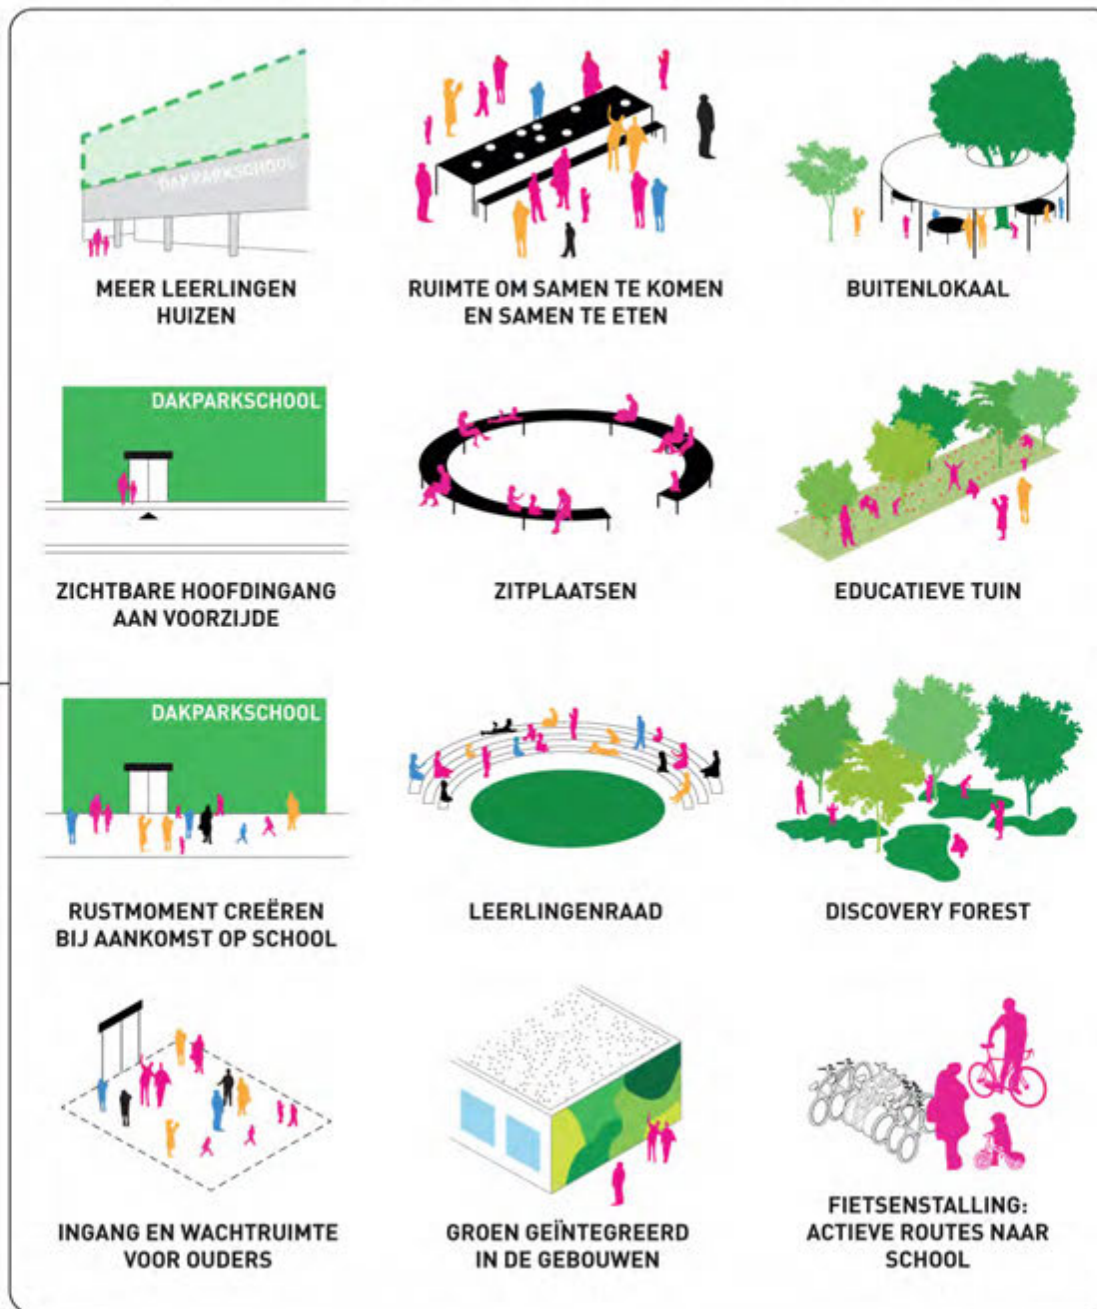 DAKPARKSCHOOL
MEER LEERLINGEN
HUIZEN
RUIMTE OM SAMEN TE KOMEN
EN SAMEN TE ETEN
BUITENLOKAAL
DAKPARKSCHOOL
ZICHTBARE HOOFDINGANG
AAN VOORZIJDE
ZITPLAATSEN
EDUCATIEVE TUIN
DAKPARKSCHOOL
RUSTMOMENT CREËREN
BIJ AANKOMST OP SCHOOL
LEERLINGENRAAD
DISCOVERY FOREST
INGANG EN WACHTRUIMTE
VOOR OUDERS
GROEN GEÏNTEGREERD
IN DE GEBOUWEN
FIETSENSTALLING:
ACTIEVE ROUTES NAAR
SCHOOL